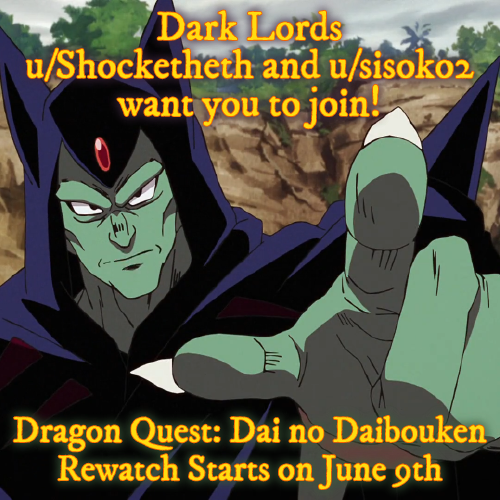 Dark Lords
u/Shocketheth and u/sisoko2
want you to join!
Dragon Quest: Dai no Daibouken
Rewatch Starts on June 9th